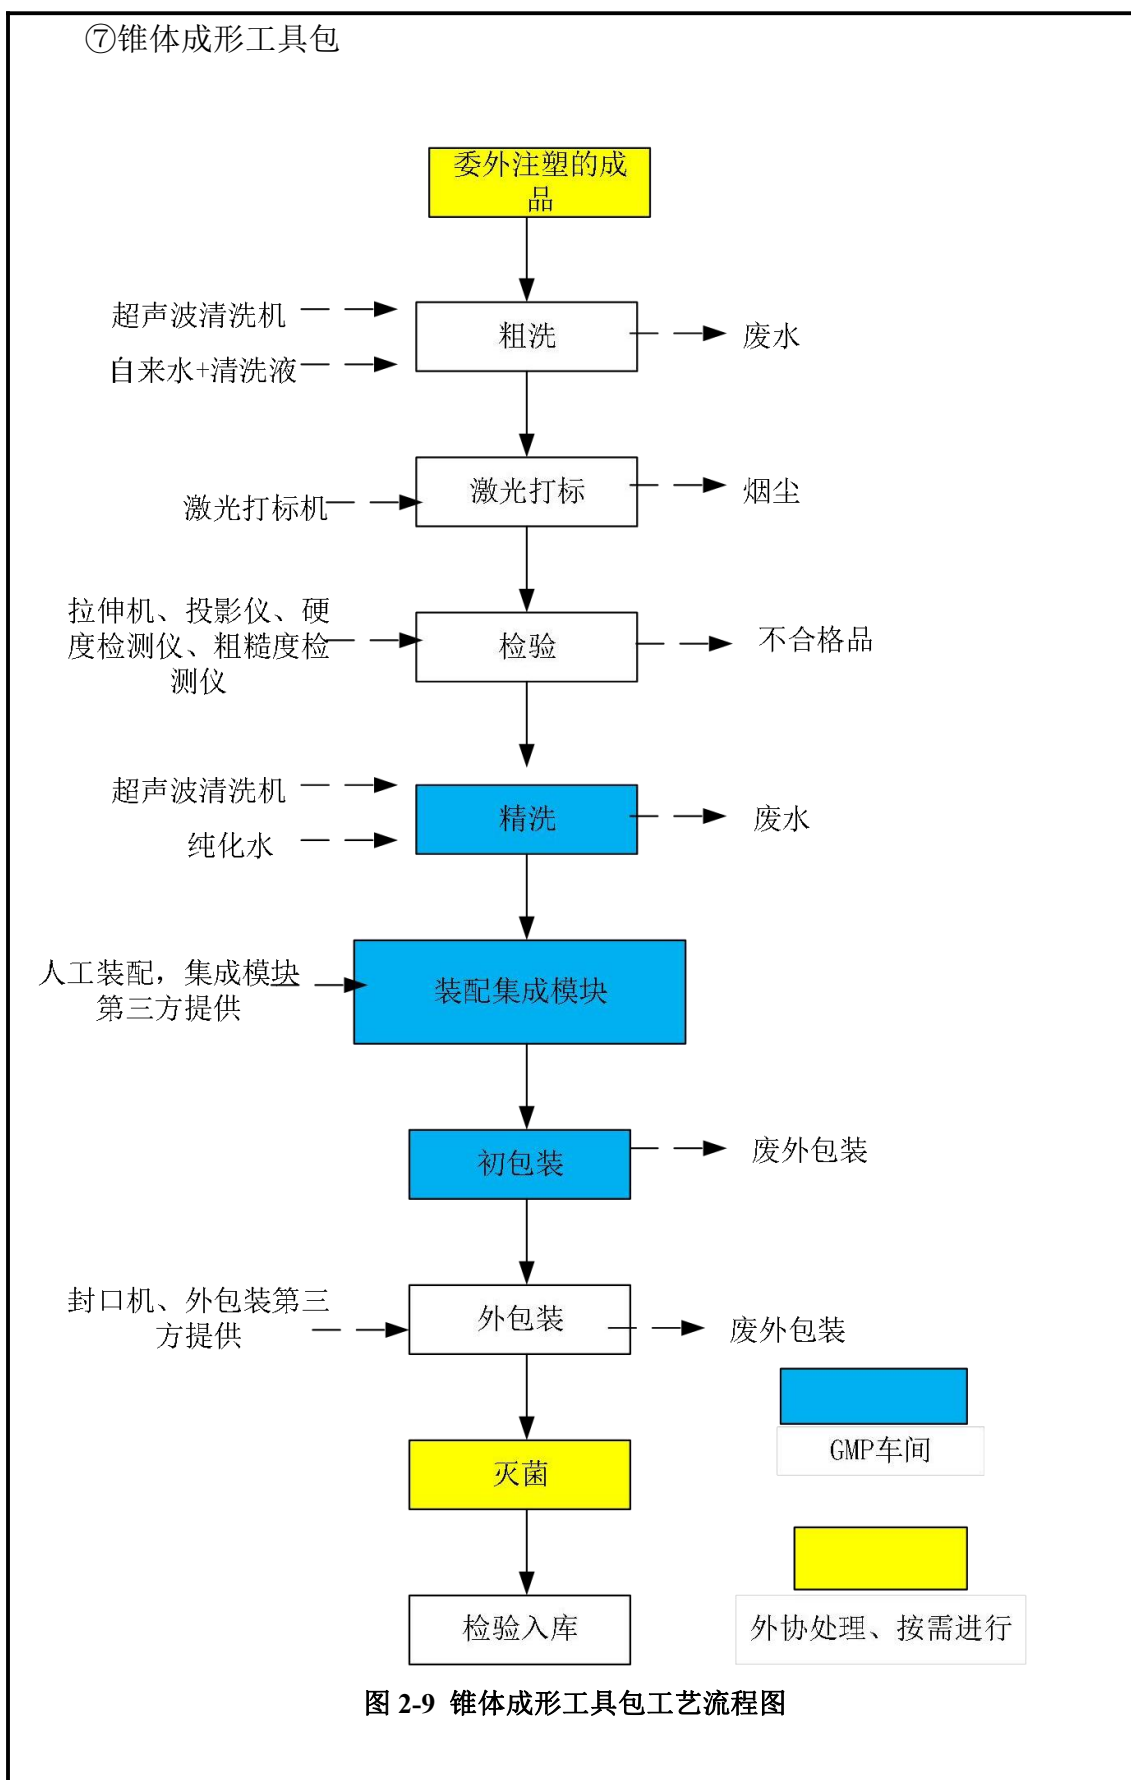 ⑦锥体成形工具包
委外注塑的成
品
超声波清洗机
自来水+清洗液
粗洗
废水
激光打标机
激光打标
烟尘
拉伸机、投影仪、硬
度检测仪、粗糙度检
测仪
检验
不合格品
超声波清洗机
纯化水
精洗
废水
人工装配，集成模块
第三方提供
装配集成模块
初包装
废外包装
封口机、外包装第三
方提供
外包装
废外包装
GMP车间
灭菌
检验入库
外协处理、按需进行
图 2-9 锥体成形工具包工艺流程图